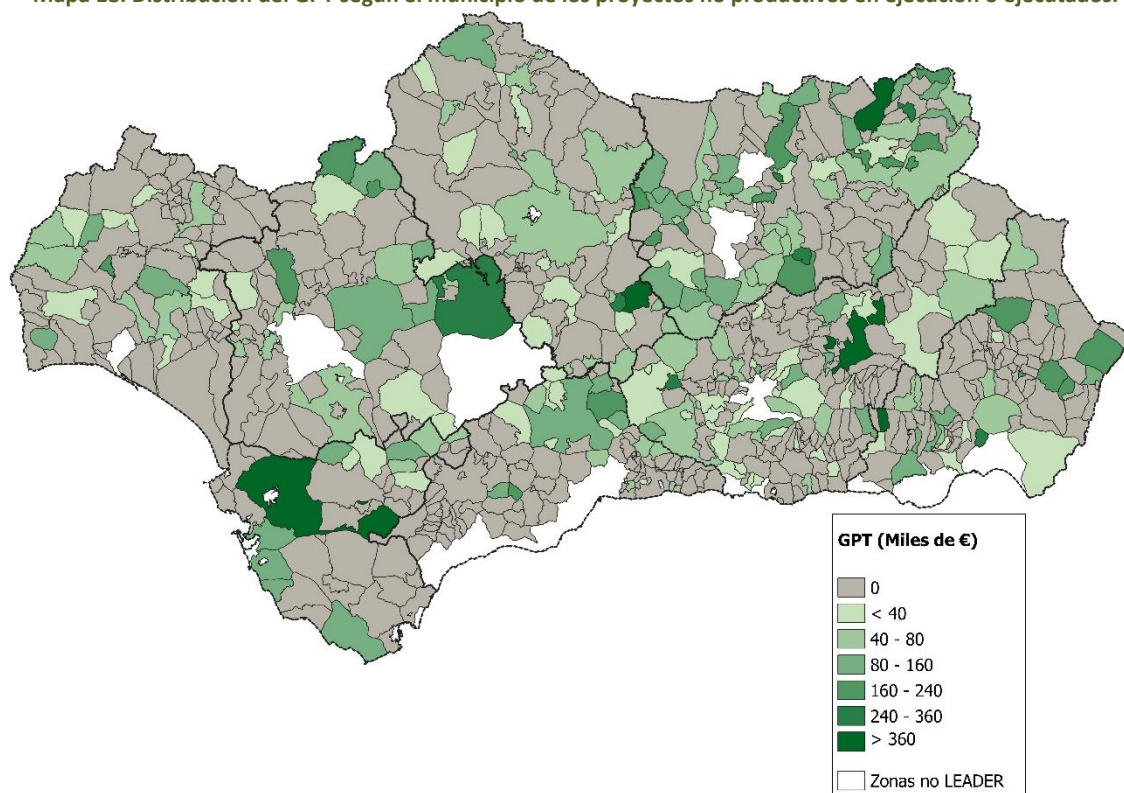 Mapa 18. Distribución del GPT según el municipio de los proyectos no productivos en ejecución o ejecutados.
GPT (Miles de €)
0
< 40
40 - 80
80 - 160
160 - 240
240 - 360
> 360
Zonas no LEADER